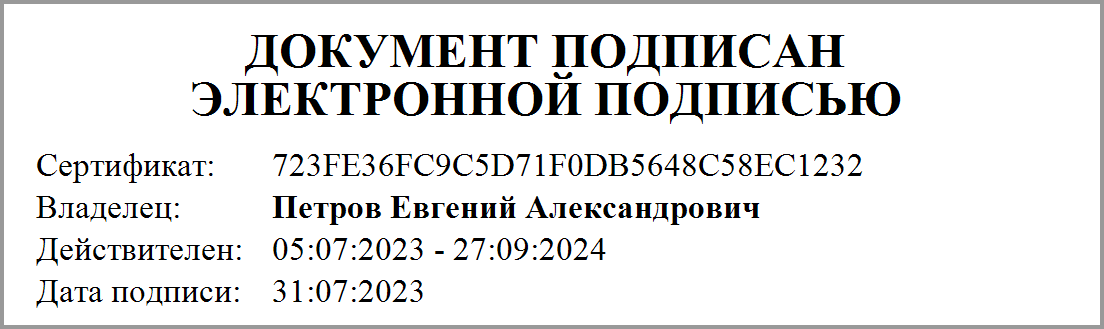 ДОКУМЕНТ ПОДПИСАН
ЭЛЕКТРОННОЙ ПОДПИСЬЮ
Сертификат: 723FE36FC9C5D71F0DB5648C58EC1232
Владелец: Петров Евгений Александрович
Действителен: 05:07:2023 - 27:09:2024
Дата подписи: 31:07:2023